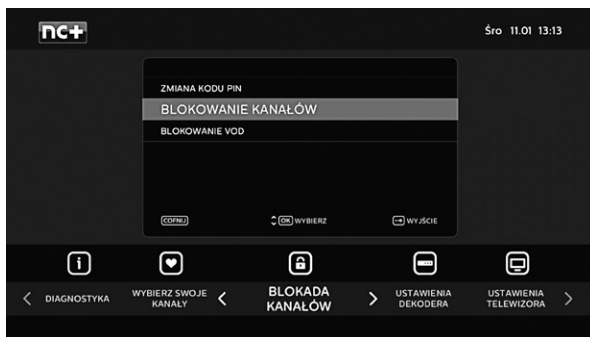 nc+
Śro 11.01 13:13
ZMIANA KODU PIN
BLOKOWANIE KANAŁÓW
BLOKOWANIE VOD
COFNIJ
OK WYBIERZ
WYJŚCIE
DIAGNOSTYKA
WYBIERZ SWOJE
KANAŁY
BLOKADA
KANAŁÓW
USTAWIENIA
DEKODERA
USTAWIENIA
TELEWIZORA